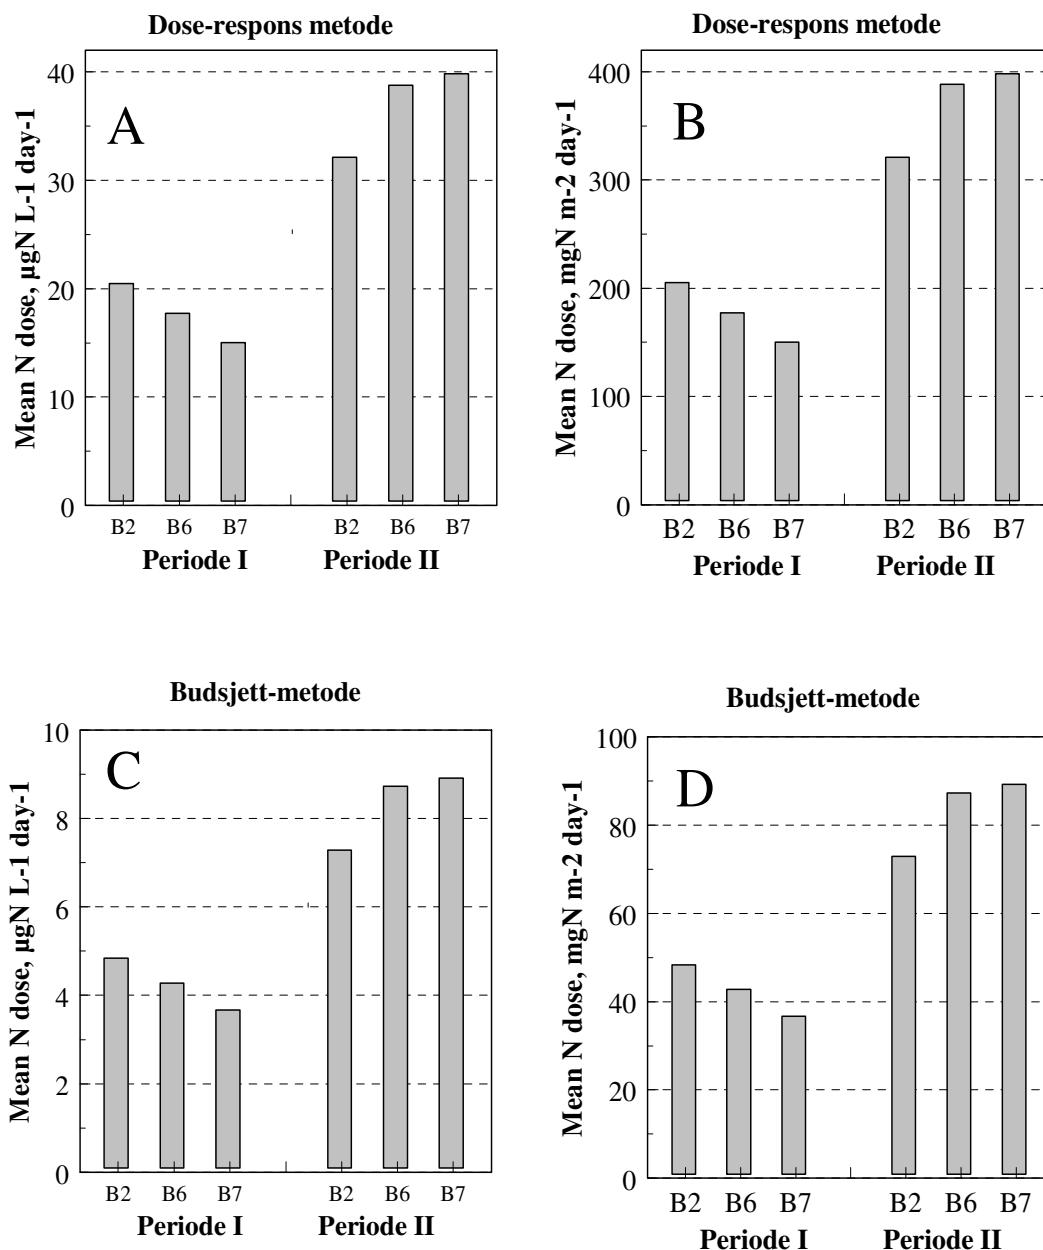 Dose-respons metode
A
Mean N dose, µgN L-1 day-1
40
30
20
10
0
B2 B6 B7 B2 B6 B7
Periode I Periode II
Dose-respons metode
B
Mean N dose, mgN m-2 day-1
400
300
200
100
0
B2 B6 B7 B2 B6 B7
Periode I Periode II
Budsjett-metode
C
Mean N dose, µgN L-1 day-1
10
8
6
4
2
0
B2 B6 B7 B2 B6 B7
Periode I Periode II
Budsjett-metode
D
Mean N dose, mgN m-2 day-1
100
80
60
40
20
0
B2 B6 B7 B2 B6 B7
Periode I Periode II